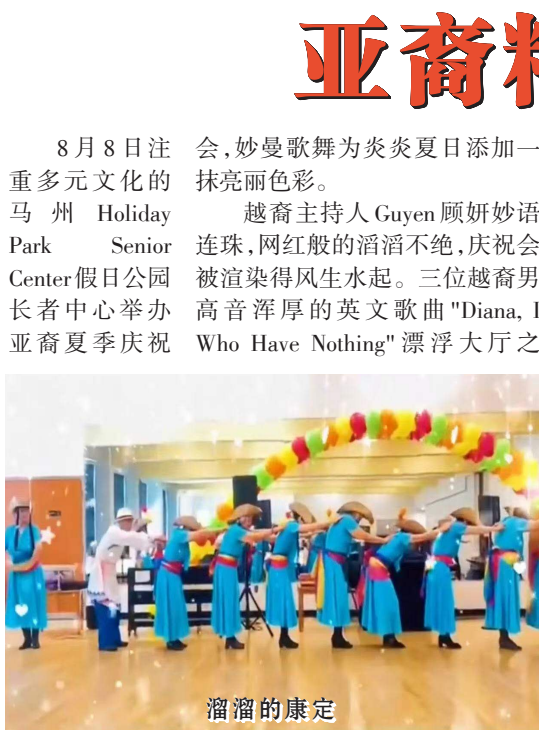 亚裔精
8月8日注
重多元文化的
马州 Holiday
Park Senior
Center假日公园
长者中心举办
亚裔夏季庆祝
会,妙曼歌舞为炎炎夏日添加一
抹亮丽色彩。
越裔主持人Guyen顾妍妙语
连珠,网红般的滔滔不绝,庆祝会
被渲染得风生水起。三位越裔男
高音浑厚的英文歌曲"Diana, I
Who Have Nothing"漂浮大厅之
溜溜的康定